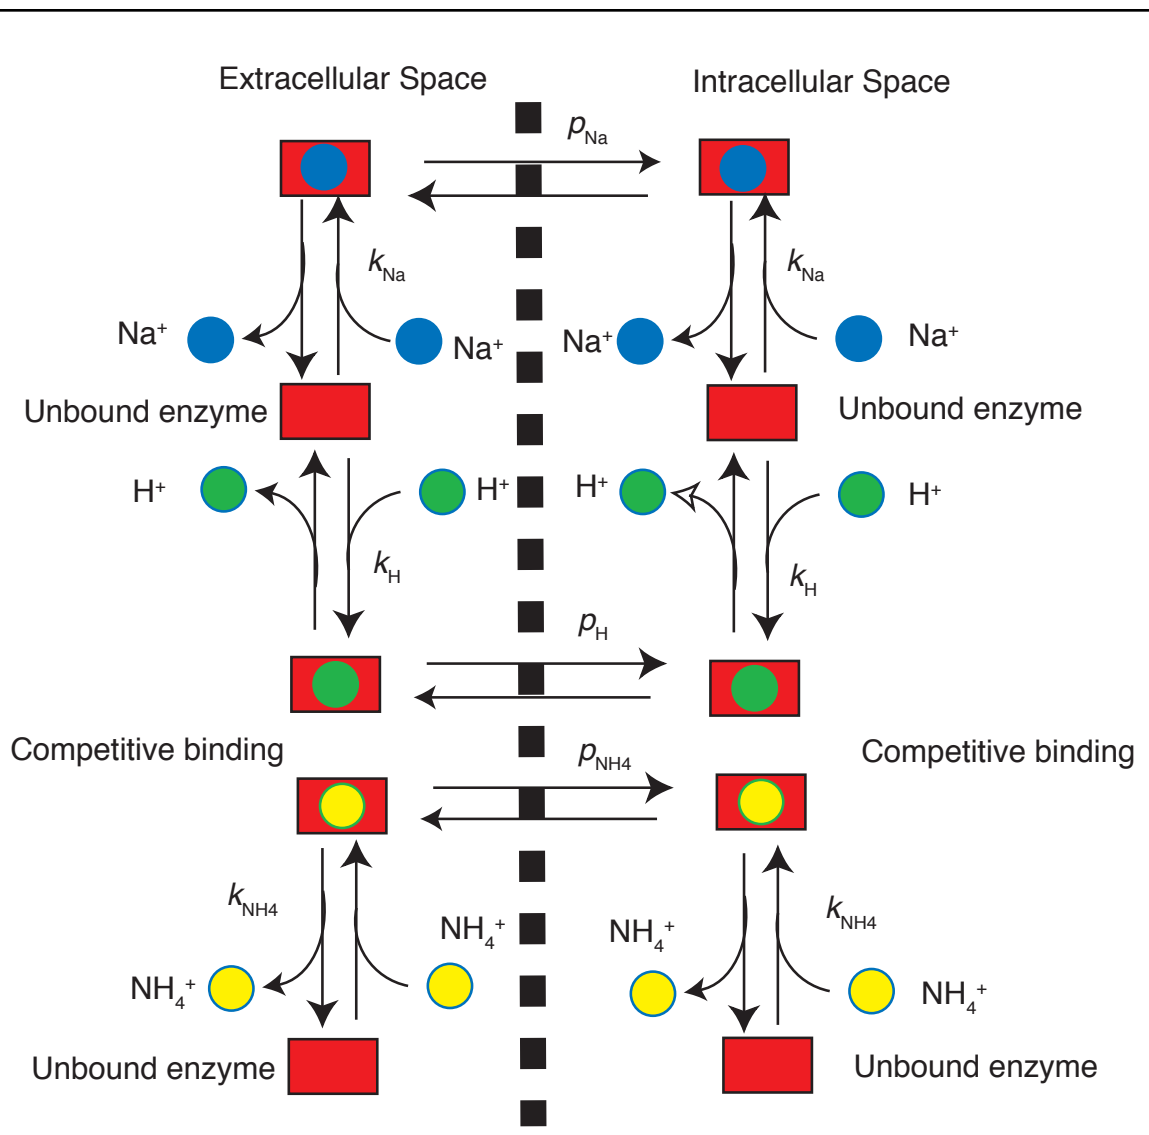 Extracellular Space
Intracellular Space
pNa
kNa
kNa
Na+
Na+
Na+
Na+
Unbound enzyme
Unbound enzyme
H+
H+
H+
H+
kH
kH
pH
Competitive binding
Competitive binding
pNH4
kNH4
kNH4
NH4+
NH4+
NH4+
NH4+
Unbound enzyme
Unbound enzyme